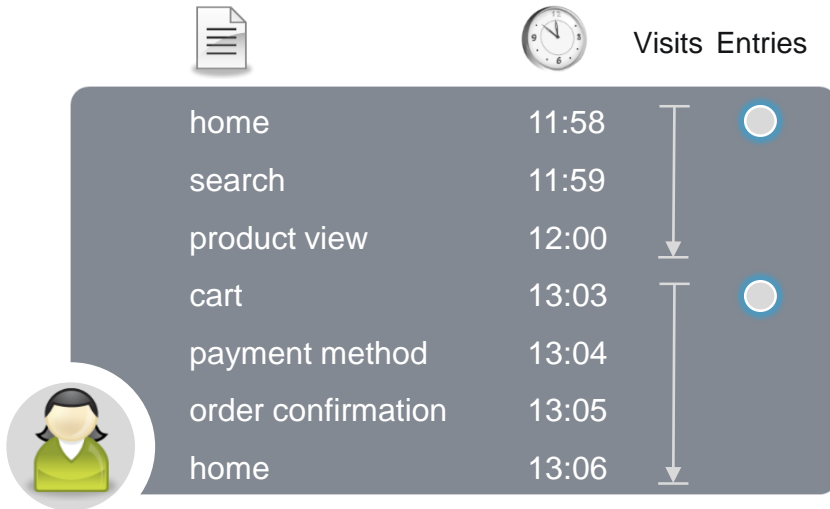 Visits Entries
home 11:58
search 11:59
product view 12:00
cart 13:03
payment method 13:04
order confirmation 13:05
home 13:06